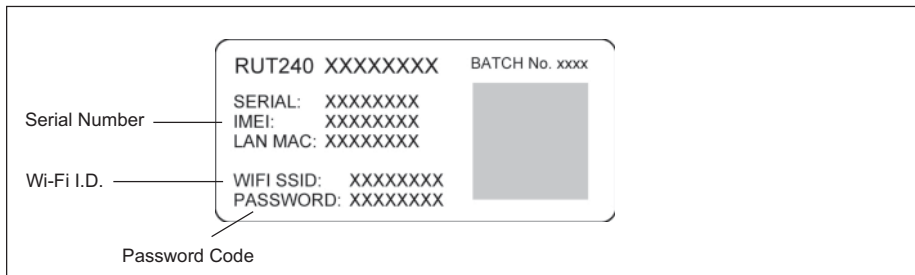 RUT240 XXXXXXXX
BATCH No. xxxx
SERIAL: XXXXXXXX
Serial Number
IMEI: XXXXXXXX
LAN MAC: XXXXXXXX
Wi-Fi I.D.
WIFI SSID: XXXXXXXX
PASSWORD: XXXXXXXX
Password Code